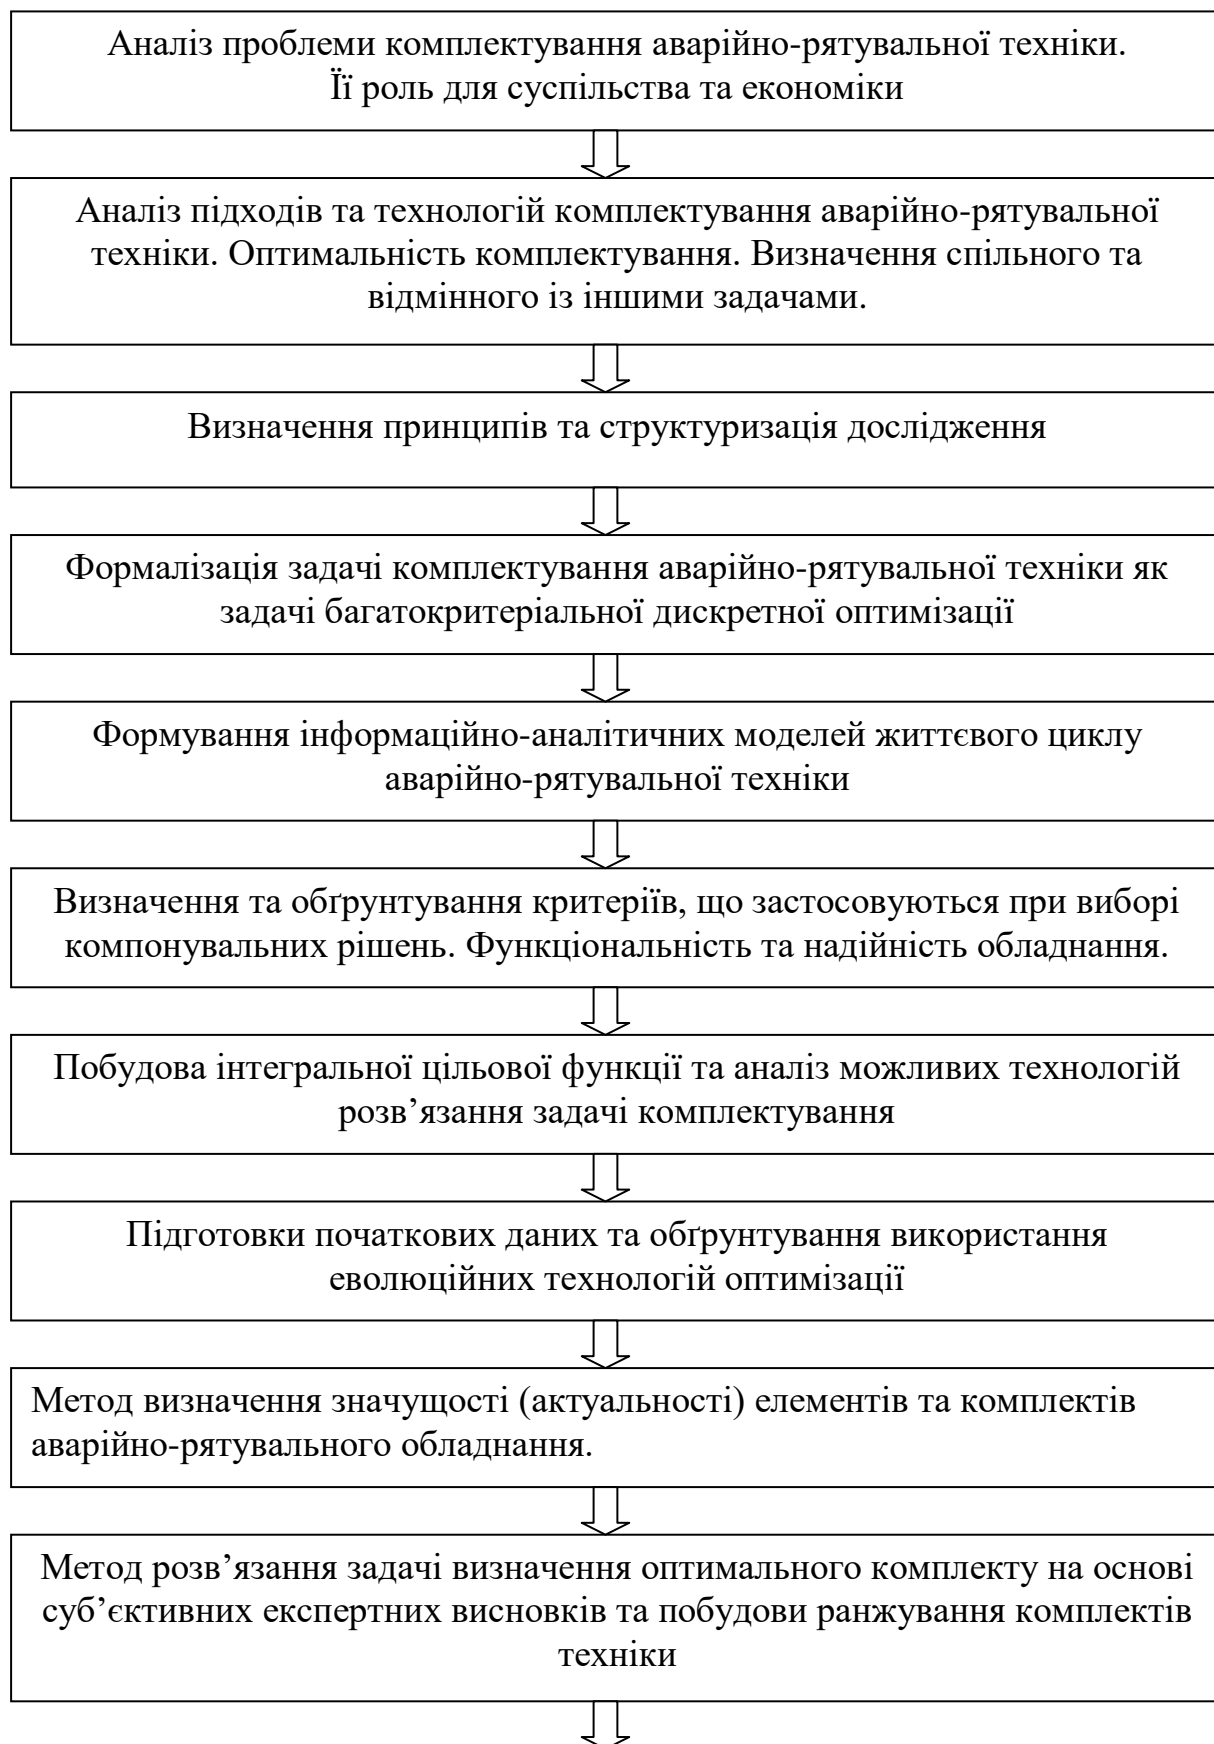 Аналіз проблеми комплектування аварійно-рятувальної техніки.
Її роль для суспільства та економіки
Аналіз підходів та технологій комплектування аварійно-рятувальної
техніки. Оптимальність комплектування. Визначення спільного та
відмінного із іншими задачами.
Визначення принципів та структуризація дослідження
Формалізація задачі комплектування аварійно-рятувальної техніки як
задачі багатокритеріальної дискретної оптимізації
Формування інформаційно-аналітичних моделей життєвого циклу
аварійно-рятувальної техніки
Визначення та обґрунтування критеріїв, що застосовуються при виборі
компонувальних рішень. Функціональність та надійність обладнання.
Побудова інтегральної цільової функції та аналіз можливих технологій
розв’язання задачі комплектування
Підготовки початкових даних та обґрунтування використання
еволюційних технологій оптимізації
Метод визначення значущості (актуальності) елементів та комплектів
аварійно-рятувального обладнання.
Метод розв’язання задачі визначення оптимального комплекту на основі
суб’єктивних експертних висновків та побудови ранжування комплектів
техніки